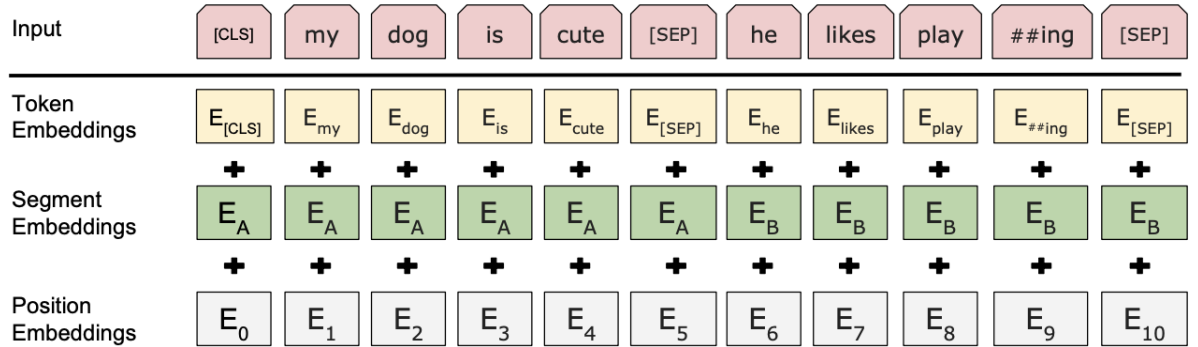 Input [CLS] my dog is cute [SEP] he likes play ##ing [SEP]
Token Embeddings E[CLS] Emy Edog Eis Ecute E[SEP] Ehe Elikes Eplay E##ing E[SEP]
+ + + + + + + + + + +
Segment Embeddings EA EA EA EA EA EA EB EB EB EB EB
+ + + + + + + + + + +
Position Embeddings E0 E1 E2 E3 E4 E5 E6 E7 E8 E9 E10